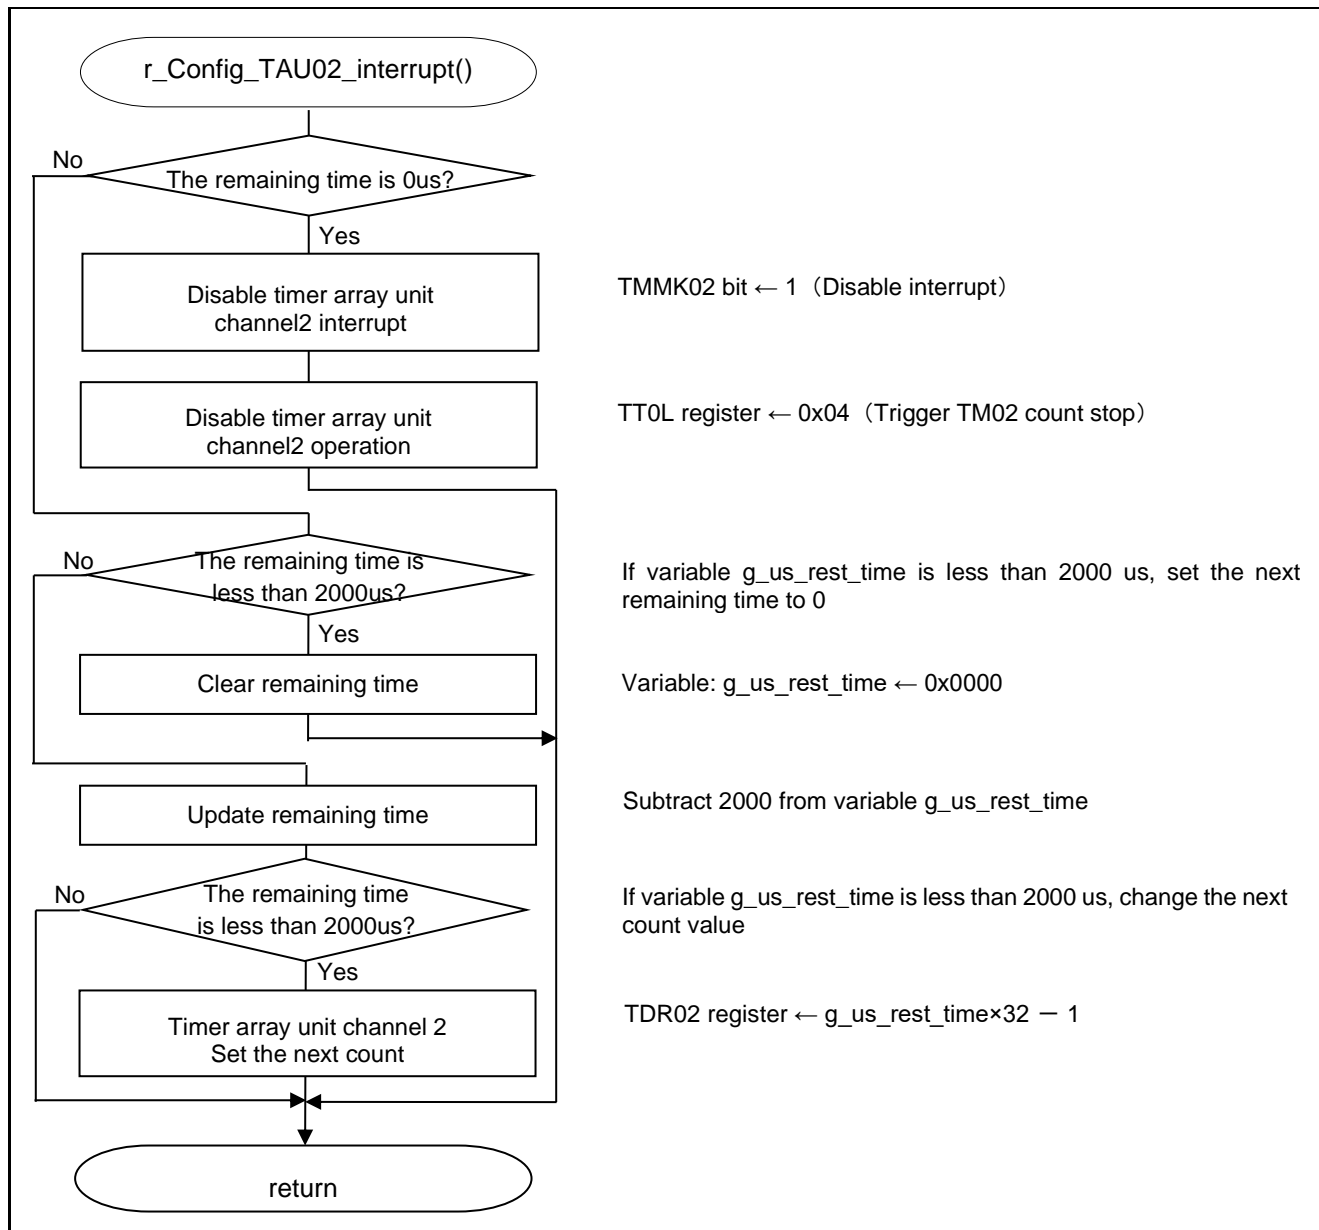 r_Config_TAU02_interrupt()
No
The remaining time is 0us?
Yes
Disable timer array unit
channel2 interrupt
TMMK02 bit ← 1（Disable interrupt）
Disable timer array unit
channel2 operation
TT0L register ← 0x04（Trigger TM02 count stop）
No
The remaining time is
less than 2000us?
If variable g_us_rest_time is less than 2000 us, set the next
remaining time to 0
Yes
Clear remaining time
Variable: g_us_rest_time ← 0x0000
Update remaining time
Subtract 2000 from variable g_us_rest_time
No
The remaining time
is less than 2000us?
If variable g_us_rest_time is less than 2000 us, change the next
count value
Yes
Timer array unit channel 2
Set the next count
TDR02 register ← g_us_rest_time×32 － 1
return